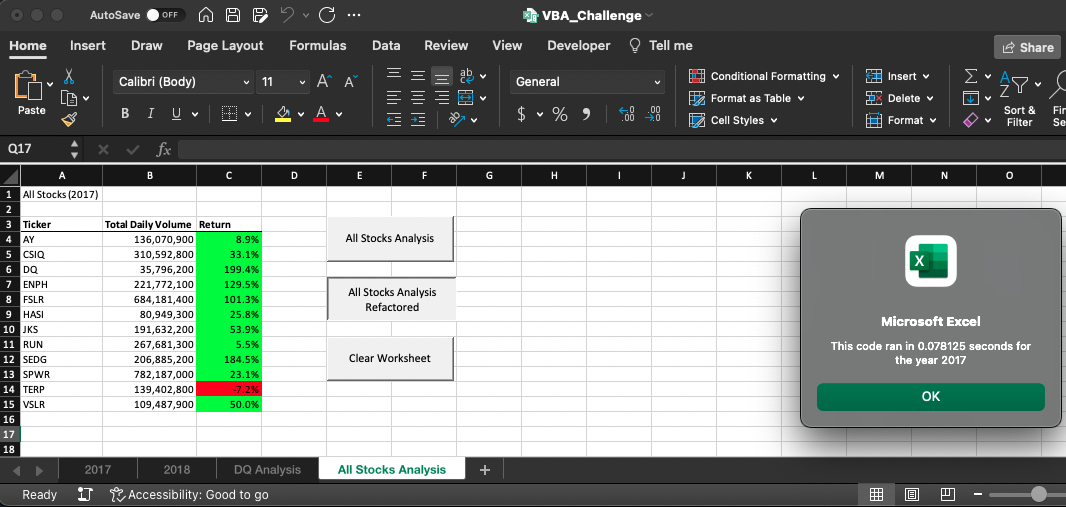 AutoSave OFF VBA_Challenge
Home Insert Draw Page Layout Formulas Data Review View Developer Tell me Share
Paste
Calibri (Body) 11
General
Conditional Formatting
Format as Table
Cell Styles
Insert
Delete
Format
Sort &
Filter
Q17 fx
A B C D E F G H I J K L M N O
1 All Stocks (2017)
2
3 Ticker Total Daily Volume Return
4 AY 136,070,900 8.9%
5 CSIQ 310,592,800 33.1%
6 DQ 35,796,200 199.4%
7 ENPH 221,772,100 129.5%
8 FSLR 684,181,400 101.3%
9 HASI 80,949,300 25.8%
10 JKS 191,632,200 53.9%
11 RUN 267,681,300 5.5%
12 SEDG 206,885,200 184.5%
13 SPWR 782,187,000 23.1%
14 TERP 139,402,800 -7.2%
15 VSLR 109,487,900 50.0%
16
17
18
All Stocks Analysis
All Stocks Analysis
Refactored
Clear Worksheet
Microsoft Excel
This code ran in 0.078125 seconds for
the year 2017
OK
2017 2018 DQ Analysis All Stocks Analysis +
Ready Accessibility: Good to go